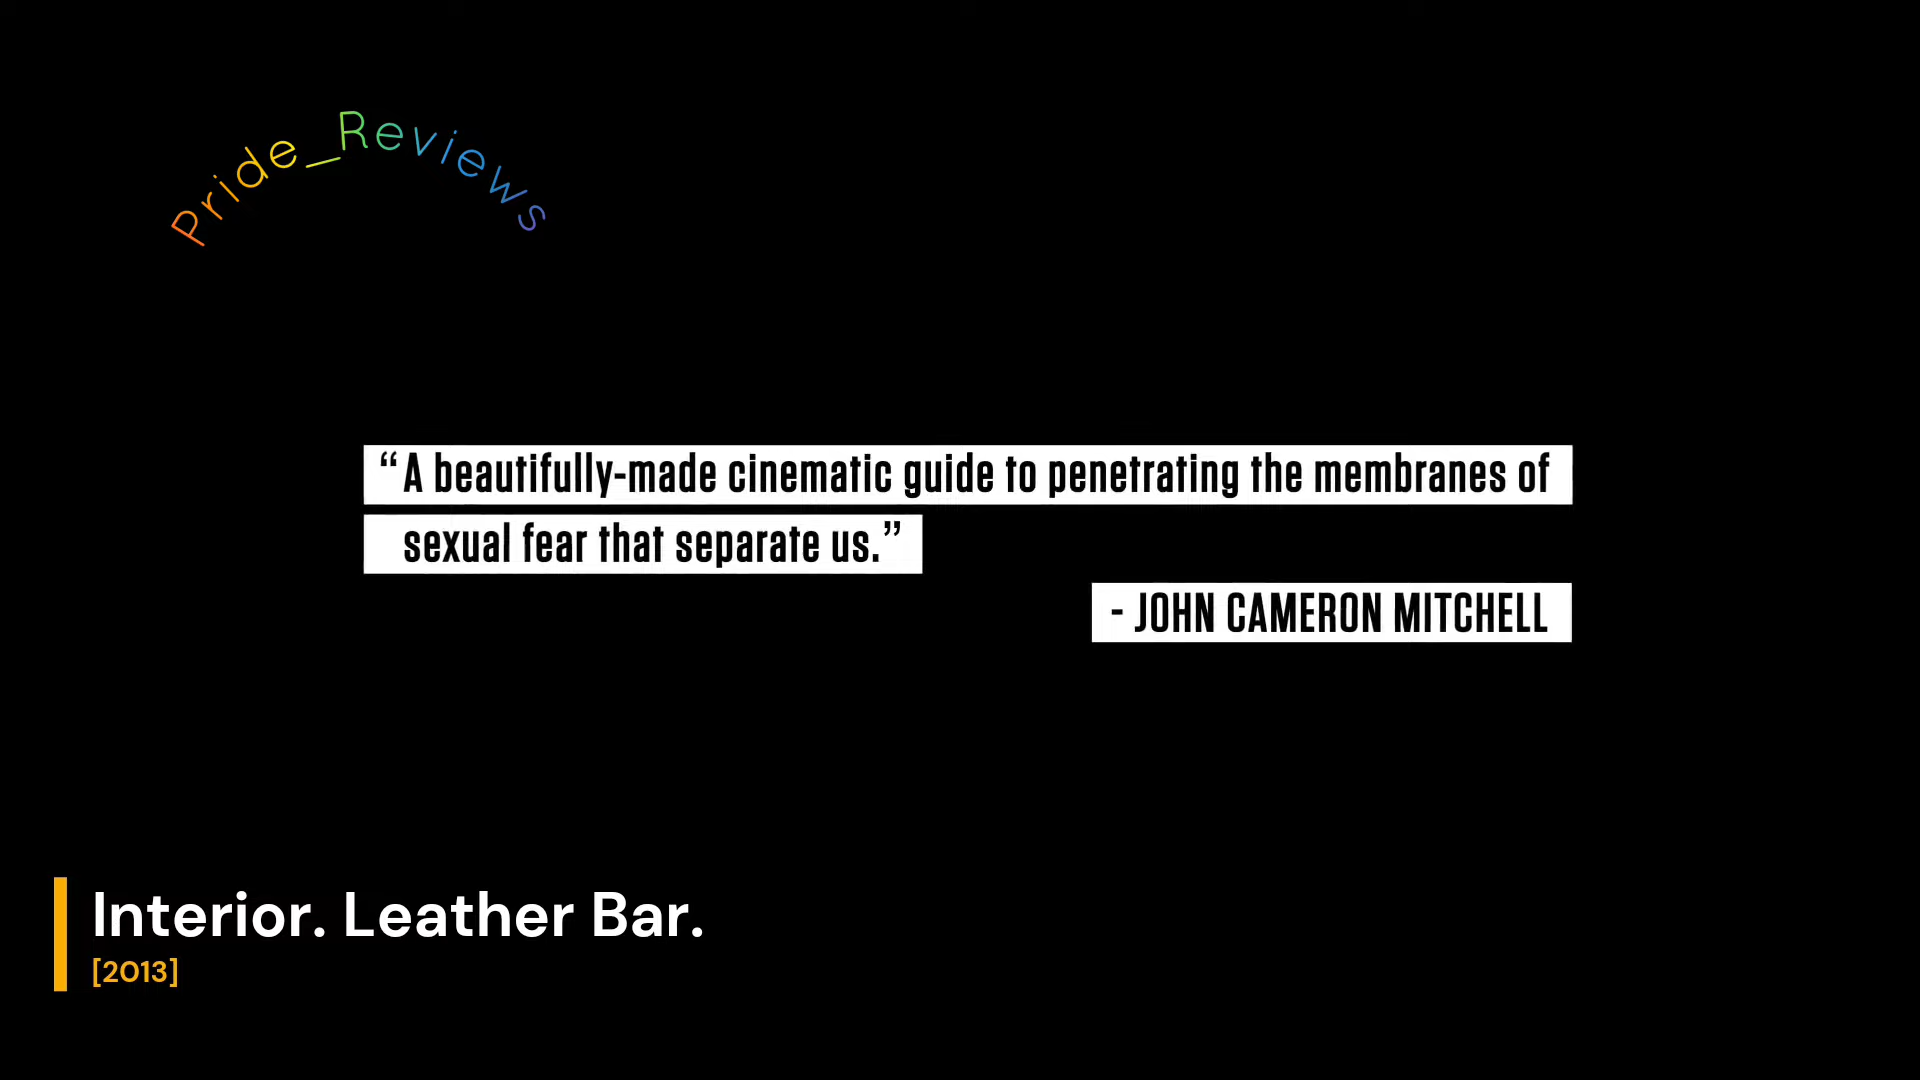 Pride_Reviews
“A beautifully-made cinematic guide to penetrating the membranes of
sexual fear that separate us.”
- JOHN CAMERON MITCHELL
Interior. Leather Bar.
[2013]